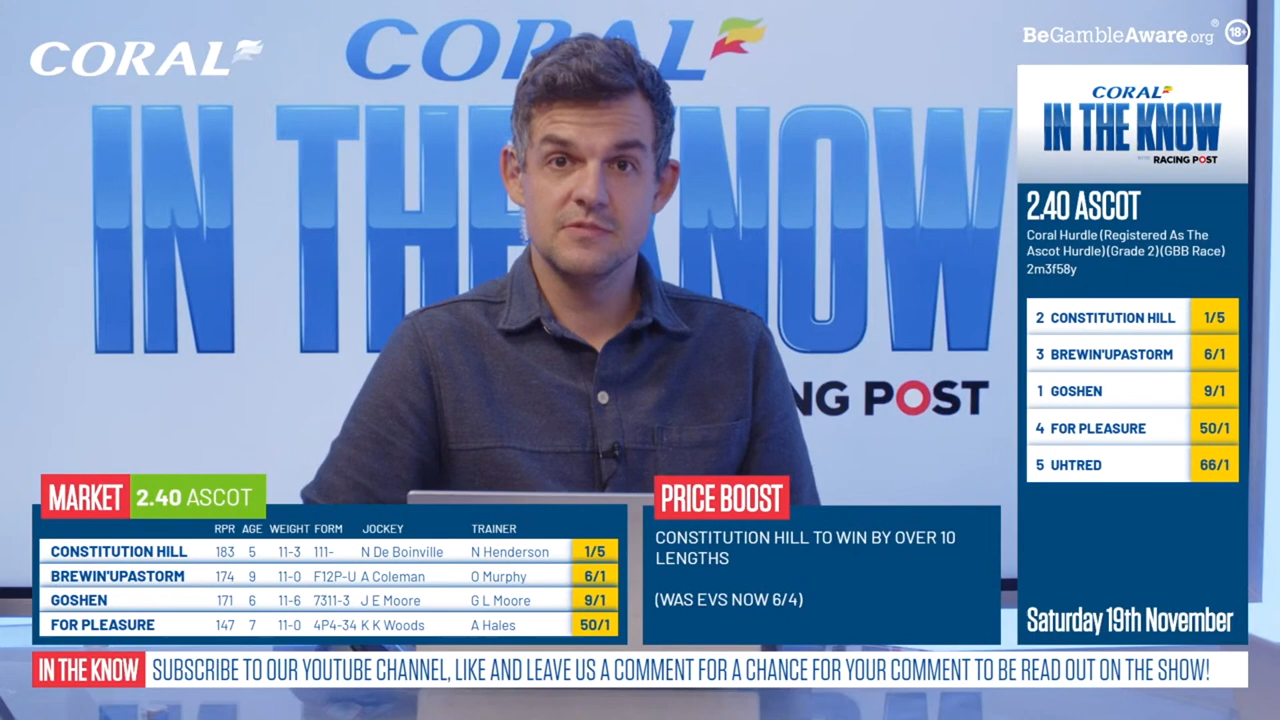 CORAL
BeGambleAware.org® 18+
CORAL
IN THE KNOW
NG POST
CORAL
IN THE KNOW
WITH RACING POST
2.40 ASCOT
Coral Hurdle (Registered As The
Ascot Hurdle) (Grade 2) (GBB Race)
2m3f58y
2 CONSTITUTION HILL 1/5
3 BREWIN'UPASTORM 6/1
1 GOSHEN 9/1
4 FOR PLEASURE 50/1
5 UHTRED 66/1
Saturday 19th November
MARKET 2.40 ASCOT
RPR AGE WEIGHT FORM JOCKEY TRAINER
CONSTITUTION HILL 183 5 11-3 111- N De Boinville N Henderson 1/5
BREWIN'UPASTORM 174 9 11-0 F12P-U A Coleman O Murphy 6/1
GOSHEN 171 6 11-6 7311-3 J E Moore G L Moore 9/1
FOR PLEASURE 147 7 11-0 4P4-34 K K Woods A Hales 50/1
PRICE BOOST
CONSTITUTION HILL TO WIN BY OVER 10
LENGTHS
(WAS EVS NOW 6/4)
IN THE KNOW SUBSCRIBE TO OUR YOUTUBE CHANNEL, LIKE AND LEAVE US A COMMENT FOR A CHANCE FOR YOUR COMMENT TO BE READ OUT ON THE SHOW!